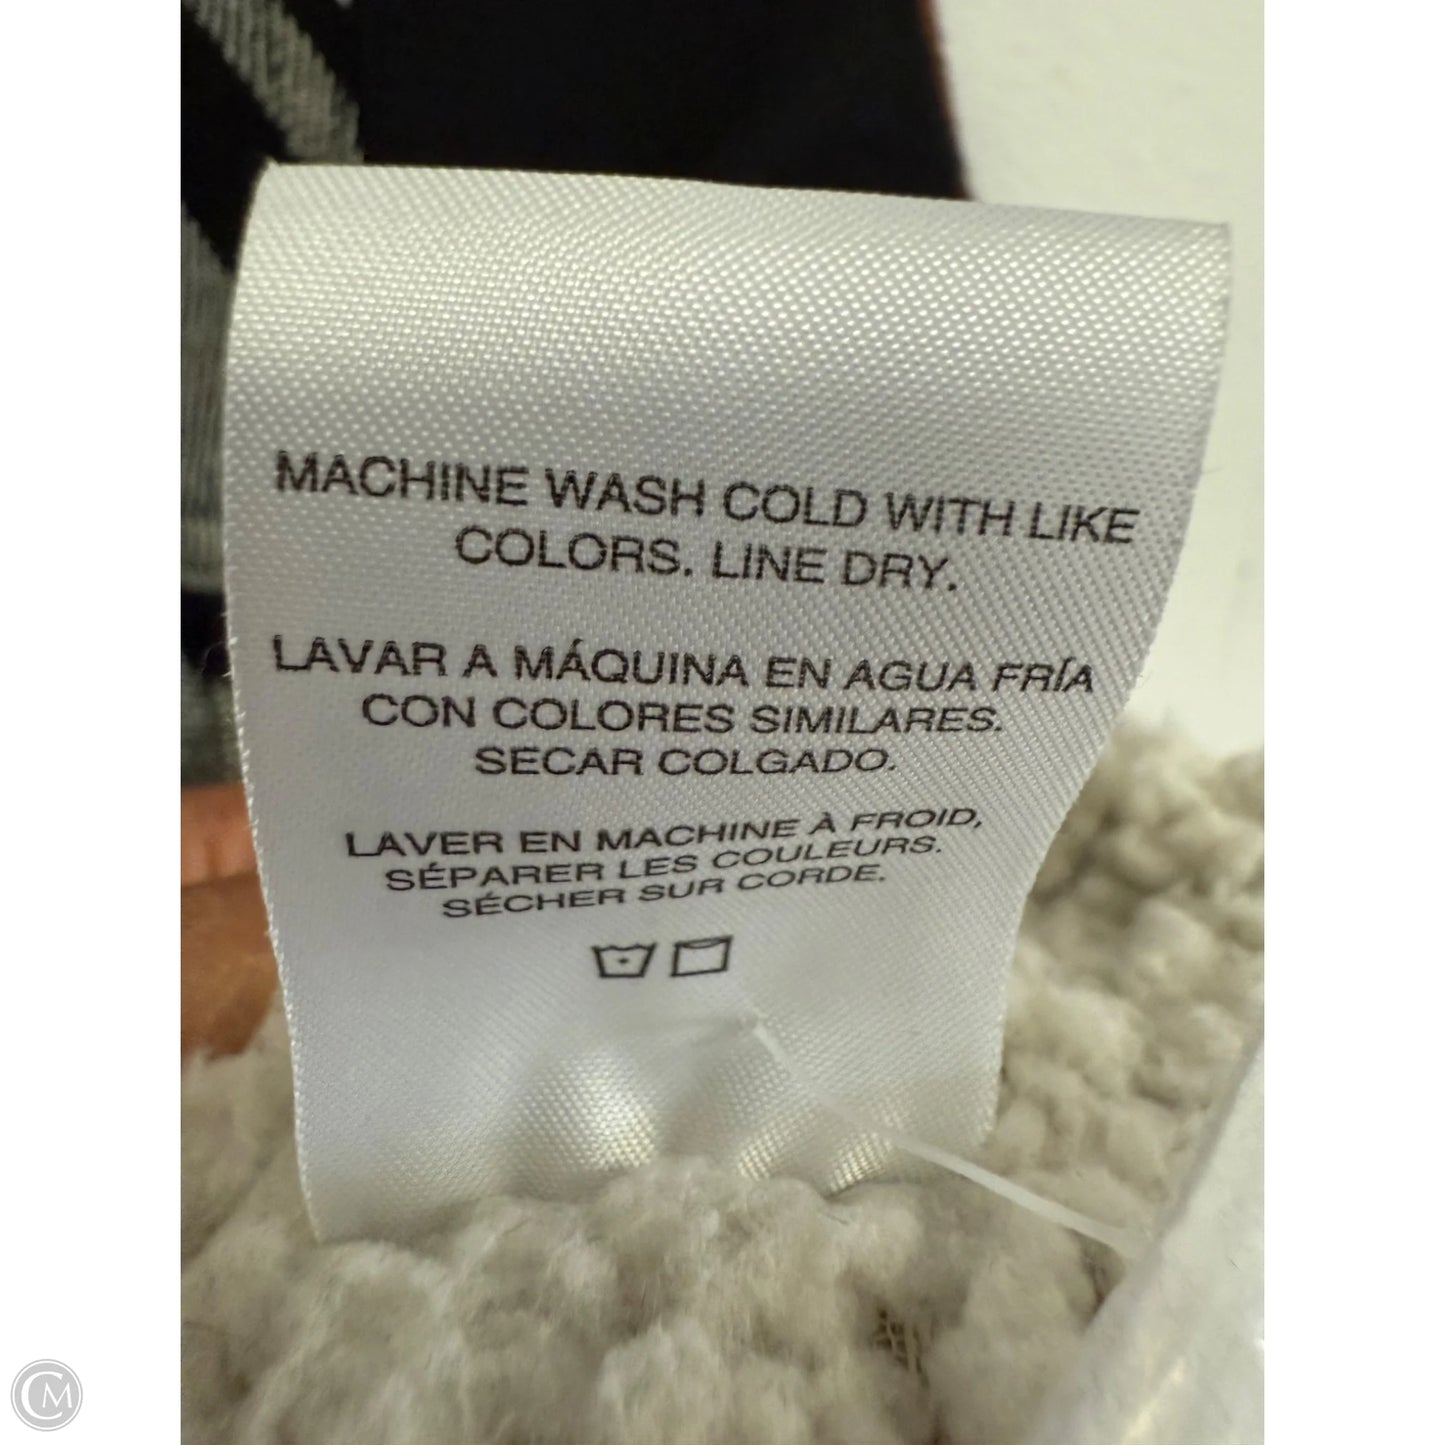 MACHINE WASH COLD WITH LIKE
COLORS. LINE DRY.
LAVAR A MÁQUINA EN AGUA FRÍA
CON COLORES SIMILARES.
SECAR COLGADO.
LAVER EN MACHINE À FROID,
SÉPARER LES COULEURS.
SÉCHER SUR CORDE.
CM